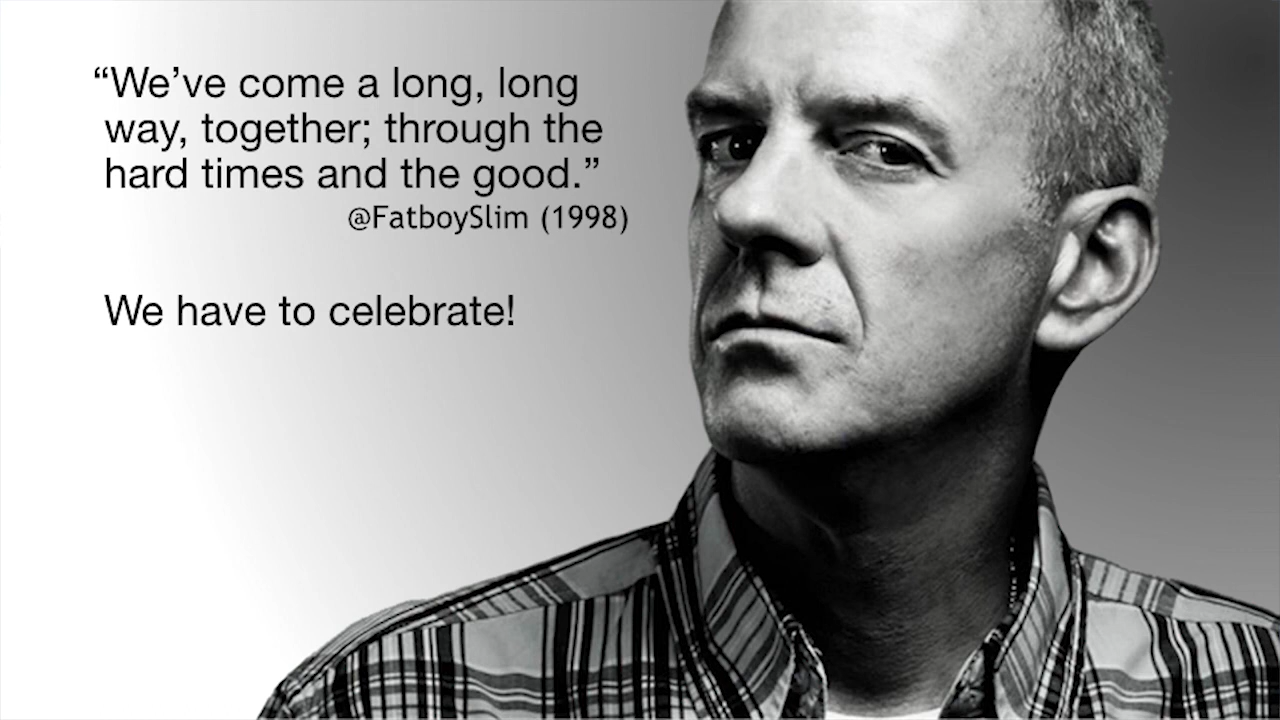 “We’ve come a long, long
way, together; through the
hard times and the good.”
@FatboySlim (1998)
We have to celebrate!